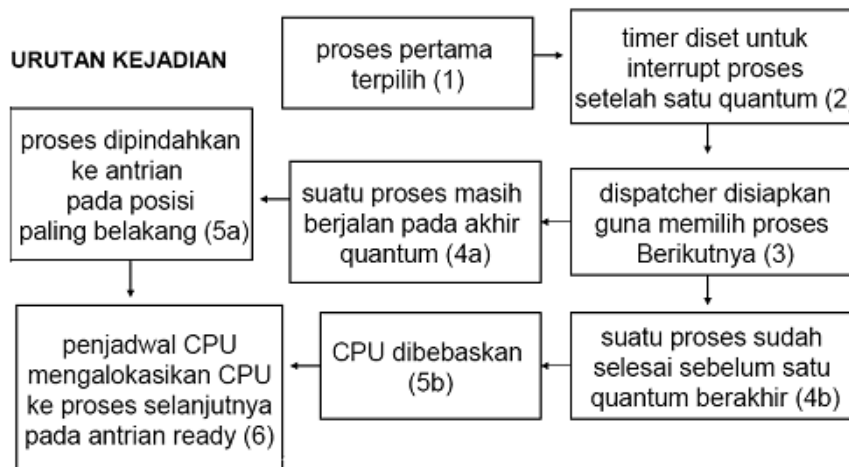 URUTAN KEJADIAN
proses pertama
terpilih (1)
timer diset untuk
interrupt proses
setelah satu quantum (2)
dispatcher disiapkan
guna memilih proses
Berikutnya (3)
suatu proses masih
berjalan pada akhir
quantum (4a)
proses dipindahkan
ke antrian
pada posisi
paling belakang (5a)
suatu proses sudah
selesai sebelum satu
quantum berakhir (4b)
CPU dibebaskan
(5b)
penjadwal CPU
mengalokasikan CPU
ke proses selanjutnya
pada antrian ready (6)